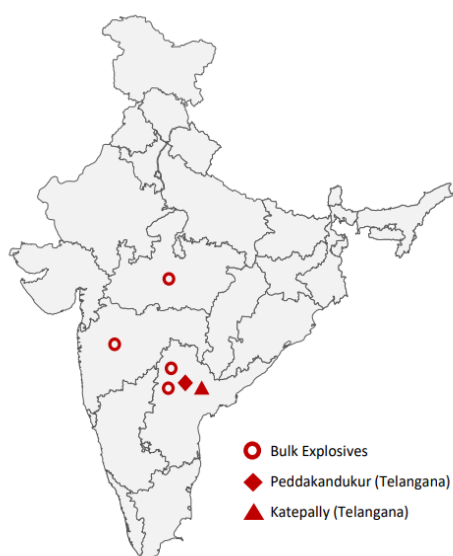 Bulk Explosives
Peddakandukur (Telangana)
Katepally (Telangana)